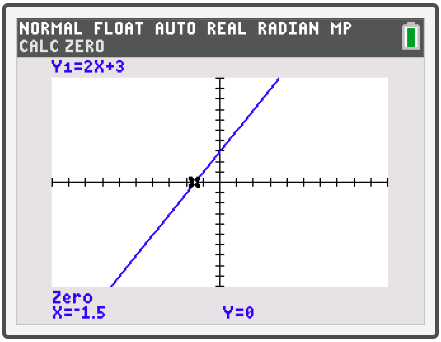 NORMAL FLOAT AUTO REAL RADIAN MP
CALC ZERO
Y₁=2X+3
Zero
X=⁻1.5 Y=0